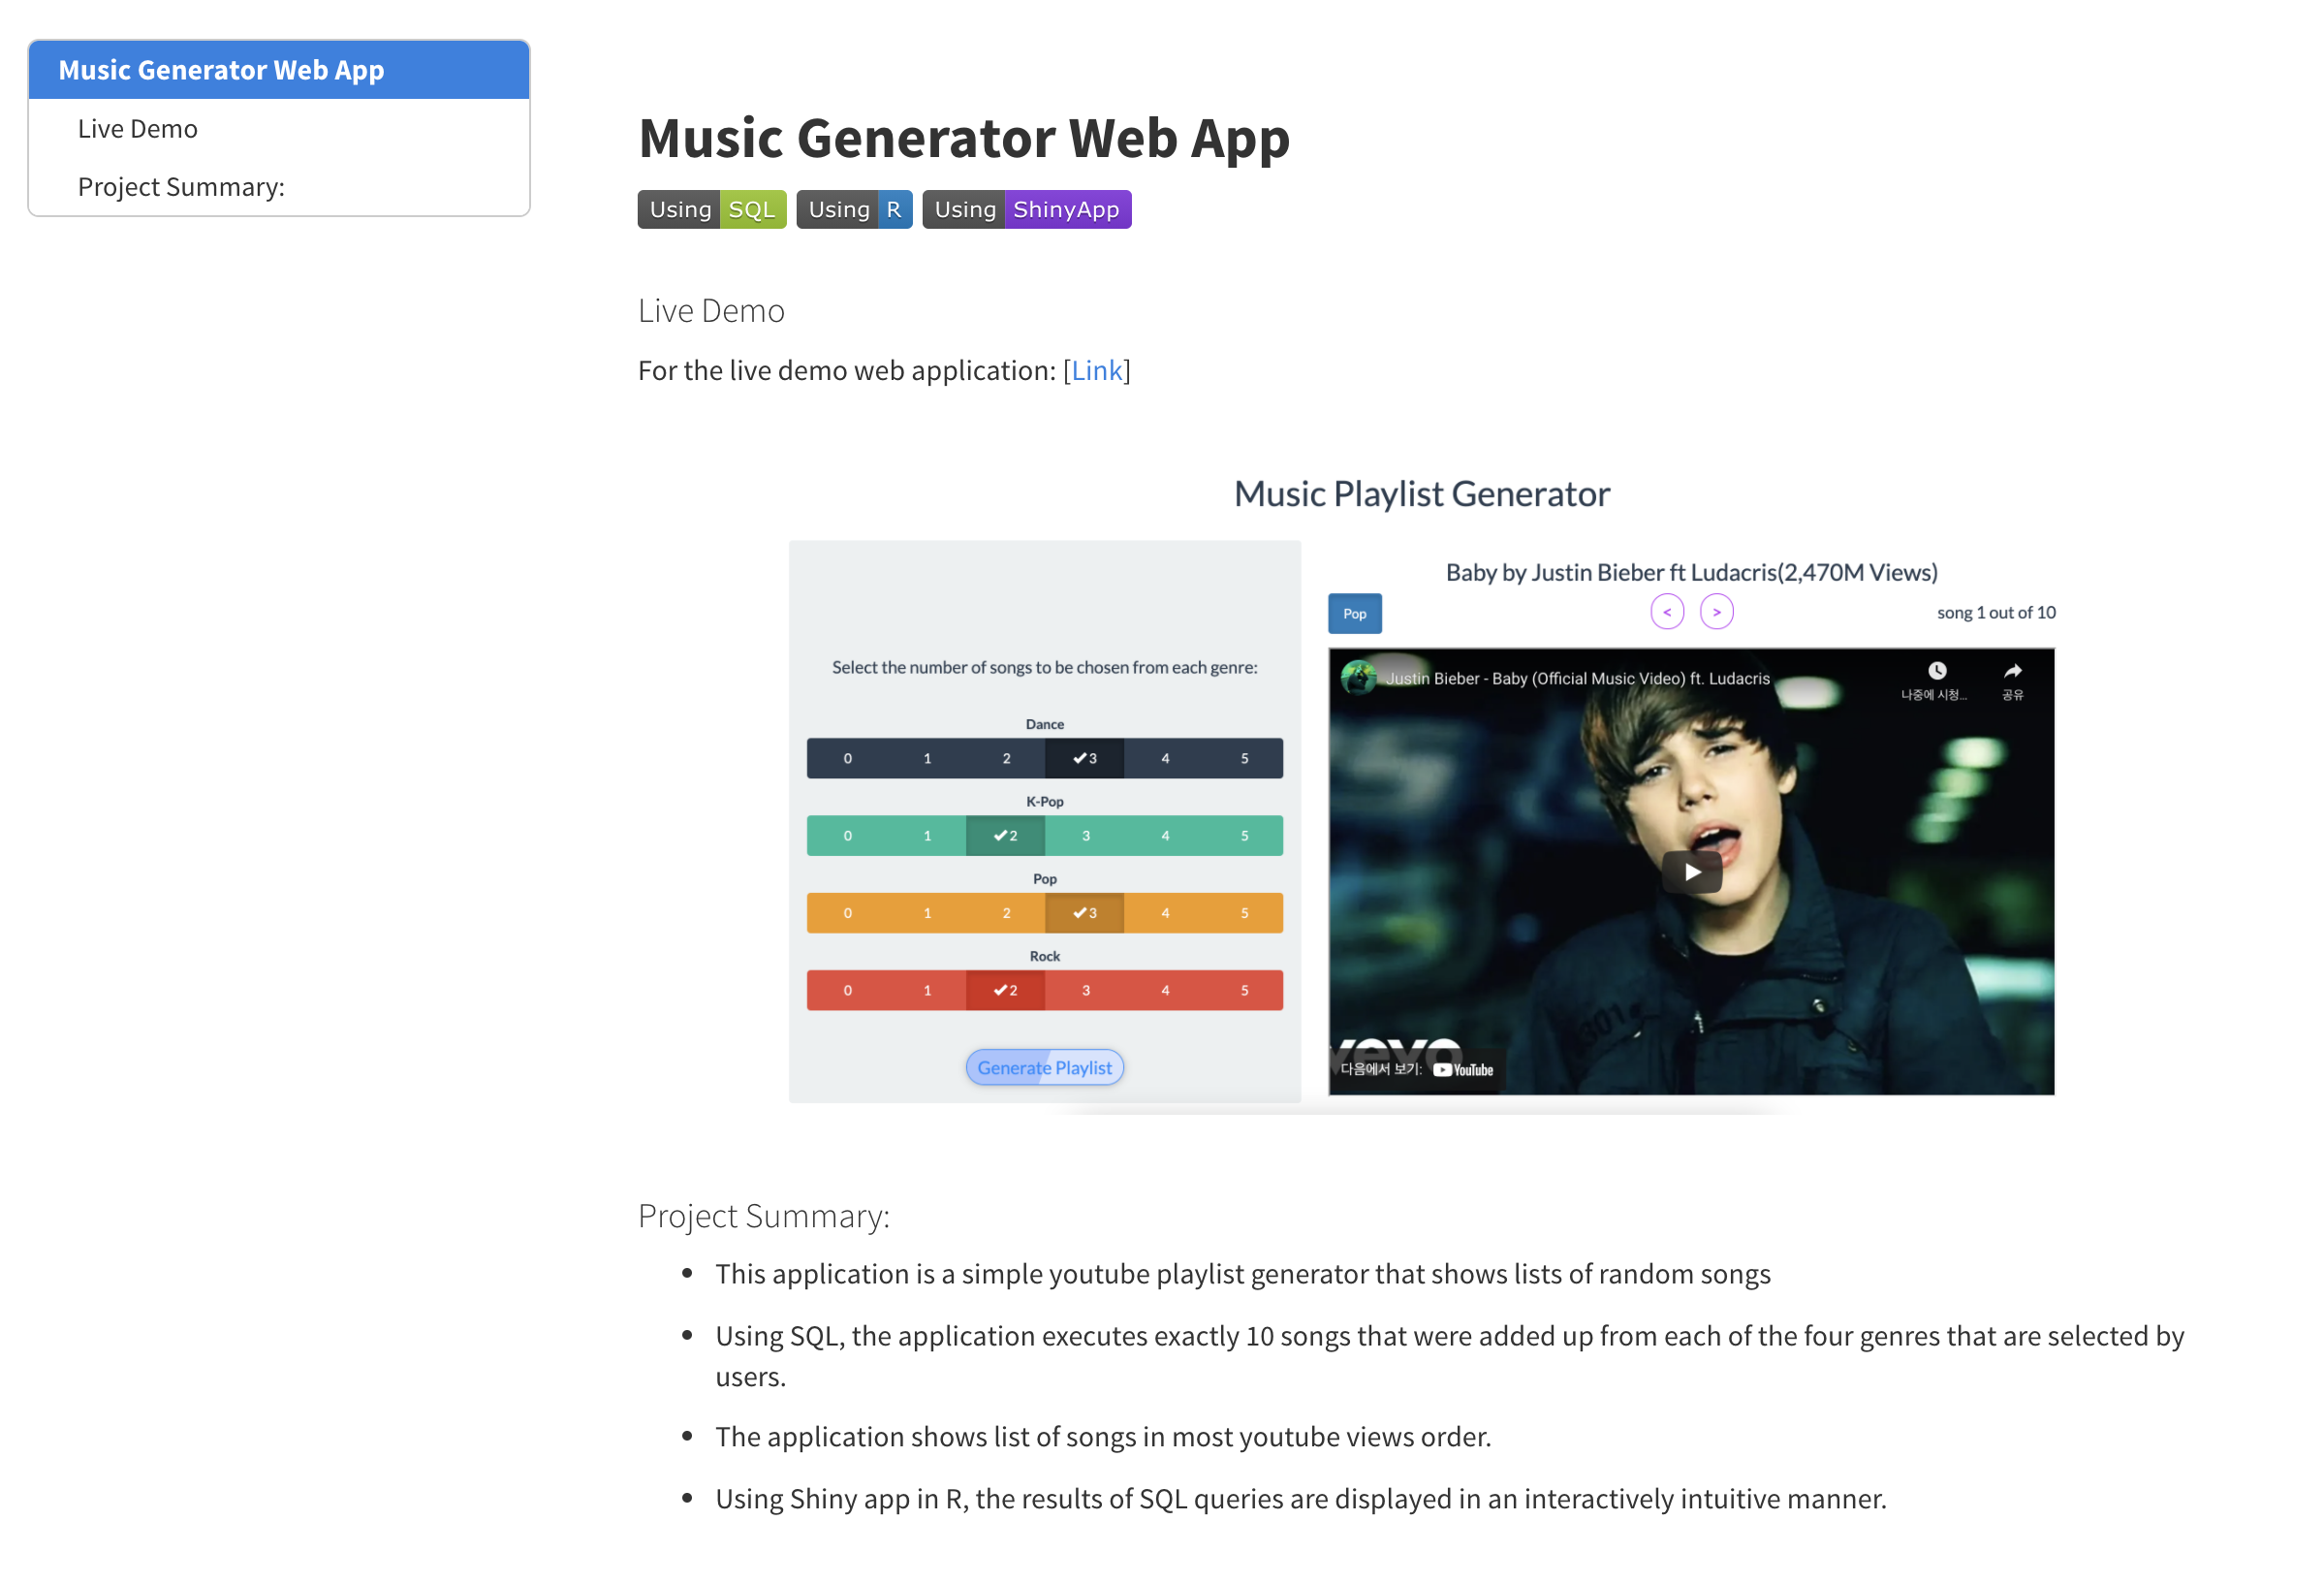 Music Generator Web App
Live Demo
Project Summary:
Music Generator Web App
Using SQL Using R Using ShinyApp
Live Demo
For the live demo web application: [Link]
Music Playlist Generator
Select the number of songs to be chosen from each genre:
Dance
0 1 2 ✔3 4 5
K-Pop
0 1 ✔2 3 4 5
Pop
0 1 2 ✔3 4 5
Rock
0 1 ✔2 3 4 5
Generate Playlist
Baby by Justin Bieber ft Ludacris(2,470M Views)
Pop < > song 1 out of 10
Justin Bieber - Baby (Official Music Video) ft. Ludacris
나중에 시청... 공유
vevo
다음에서 보기: YouTube
Project Summary:
• This application is a simple youtube playlist generator that shows lists of random songs
• Using SQL, the application executes exactly 10 songs that were added up from each of the four genres that are selected by
users.
• The application shows list of songs in most youtube views order.
• Using Shiny app in R, the results of SQL queries are displayed in an interactively intuitive manner.